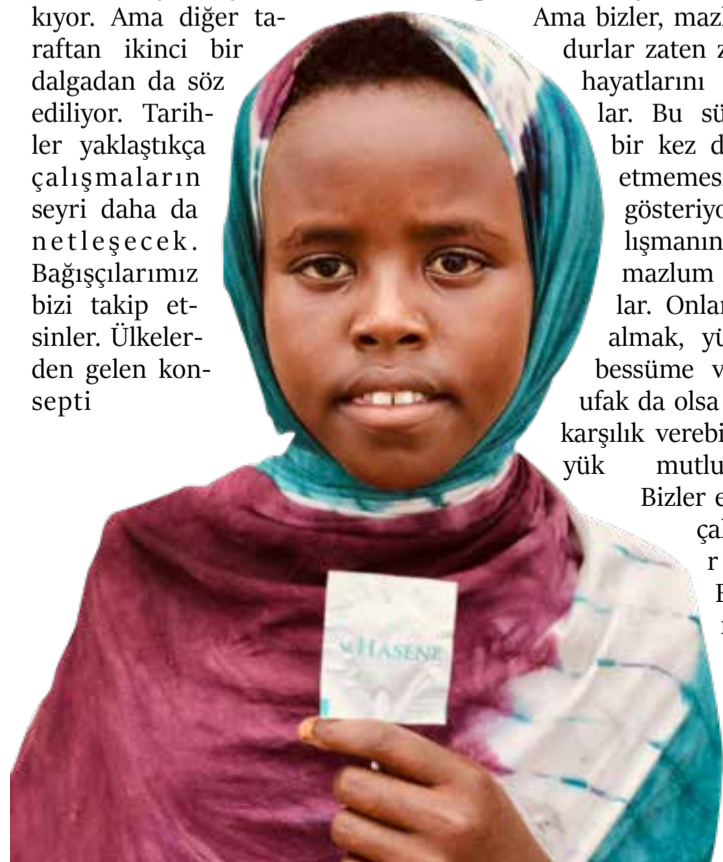 kıyor. Ama diğer ta-
raftan ikinci bir
dalgadan da söz
ediliyor. Tarih-
ler yaklaştıkça
çalışmaların
seyri daha da
netleşecek.
Bağışçılarımız
bizi takip et-
sinler. Ülkeler-
den gelen kon-
septi
Ama bizler, mazl
durlar zaten z
hayatlarını
lar. Bu sü
bir kez d
etmemes
gösteriyo
lışmanın
mazlum
lar. Onlar
almak, yü
bessüme v
ufak da olsa
karşılık verebi
yük mutlu
Bizler e
çal
r
HASENE